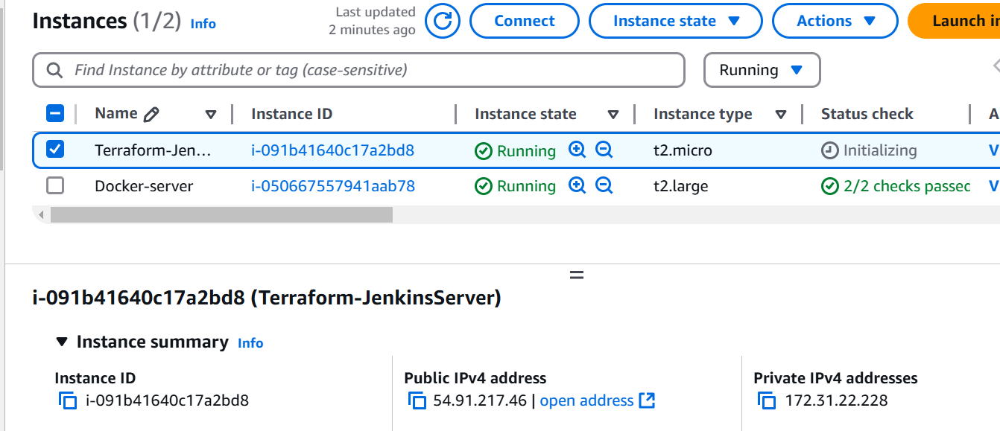 Instances (1/2) Info
Last updated
2 minutes ago
Connect
Instance state
Actions
Launch in
Find Instance by attribute or tag (case-sensitive)
Running
Name Instance ID Instance state Instance type Status check A
Terraform-Jen... i-091b41640c17a2bd8 Running t2.micro Initializing V
Docker-server i-050667557941aab78 Running t2.large 2/2 checks passed V
i-091b41640c17a2bd8 (Terraform-JenkinsServer)
Instance summary Info
Instance ID
i-091b41640c17a2bd8
Public IPv4 address
54.91.217.46 | open address
Private IPv4 addresses
172.31.22.228